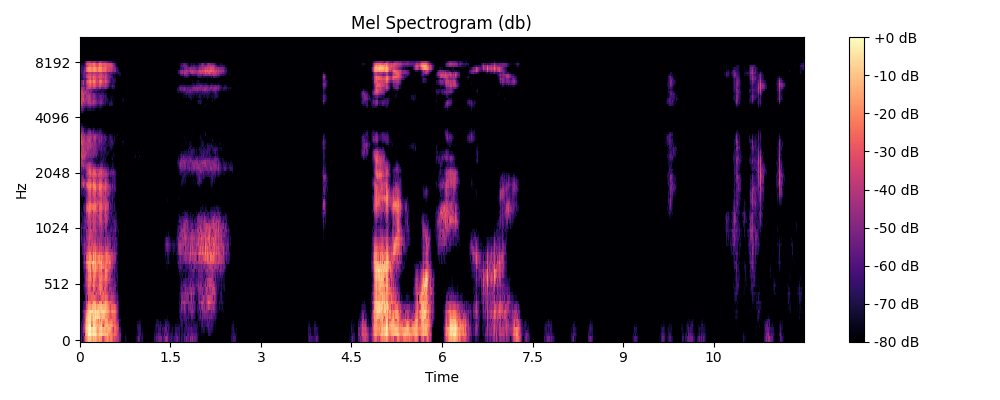 Mel Spectrogram (db)
Hz
8192
4096
2048
1024
512
0
0 1.5 3 4.5 6 7.5 9 10
Time
+0 dB
-10 dB
-20 dB
-30 dB
-40 dB
-50 dB
-60 dB
-70 dB
-80 dB